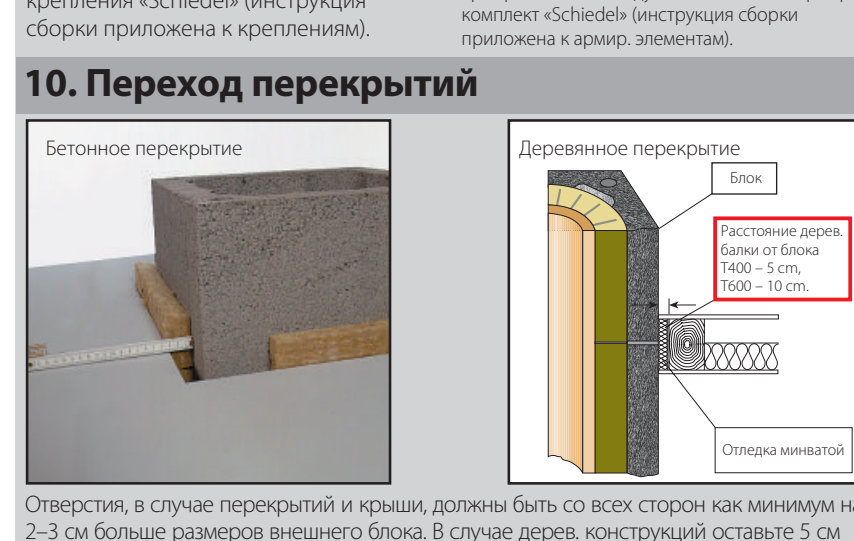 крепления «Schiedel» (инструкция
сборки приложена к креплениям).
комплект «Schiedel» (инструкция сборки
приложена к армир. элементам).
10. Переход перекрытий
Бетонное перекрытие
Деревянное перекрытие
Блок
Расстояние дерев.
балки от блока
T400 – 5 cm,
T600 – 10 cm.
Отледка минватой
Отверстия, в случае перекрытий и крыши, должны быть со всех сторон как минимум на
2–3 см больше размеров внешнего блока. В случае дерев. конструкций оставьте 5 см